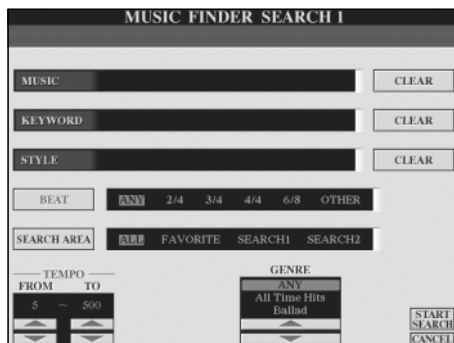 MUSIC FINDER SEARCH 1
MUSIC CLEAR
KEYWORD CLEAR
STYLE CLEAR
BEAT ANY 2/4 3/4 4/4 6/8 OTHER
SEARCH AREA ALL FAVORITE SEARCH1 SEARCH2
TEMPO GENRE
FROM TO ANY
5 ~ 500 All Time Hits
Ballad
START
SEARCH
CANCEL